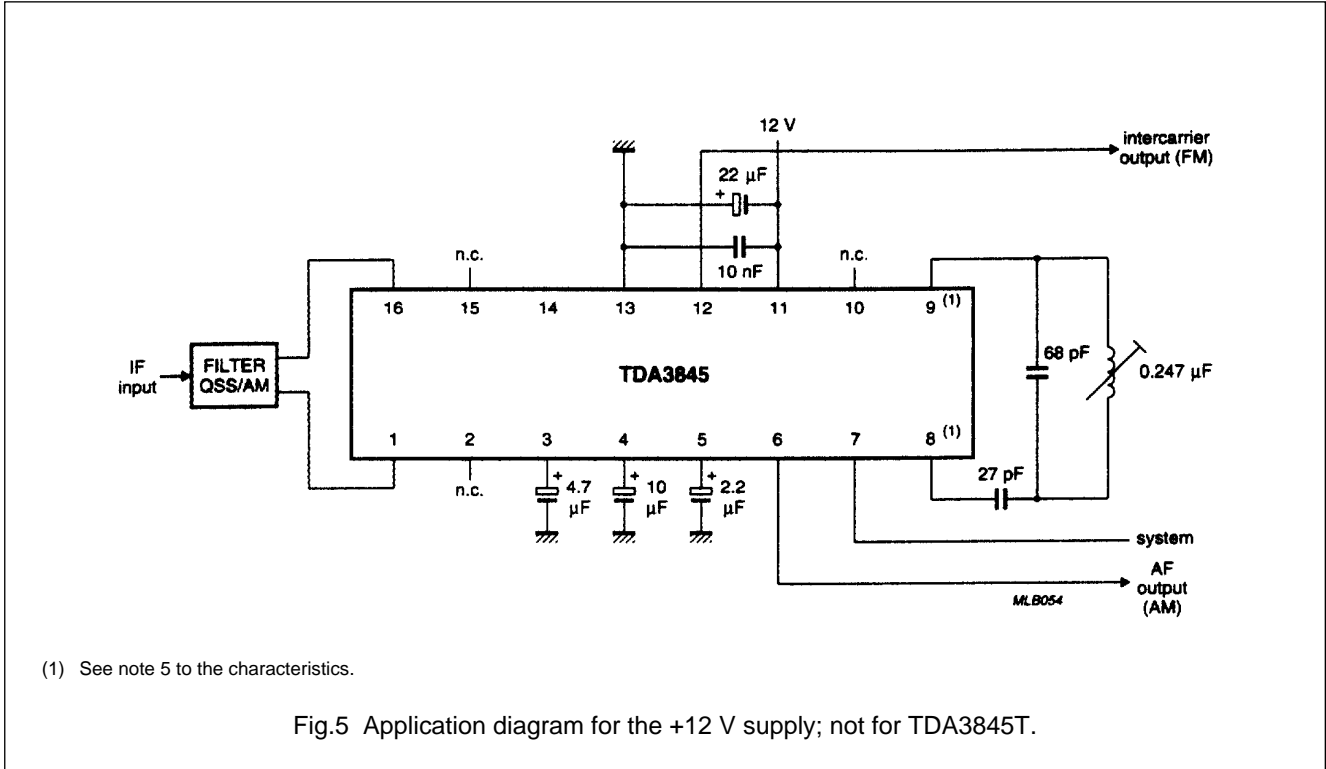 12 V
intercarrier
output (FM)
22 µF
+
10 nF
n.c.
n.c.
16 15 14 13 12 11 10 9 (1)
IF
input
FILTER
QSS/AM
TDA3845
68 pF
0.247 µF
1 2 3 4 5 6 7 8 (1)
n.c.
+ 4.7
µF
+ 10
µF
+ 2.2
µF
27 pF
system
AF
output
(AM)
MLB054
(1) See note 5 to the characteristics.
Fig.5 Application diagram for the +12 V supply; not for TDA3845T.